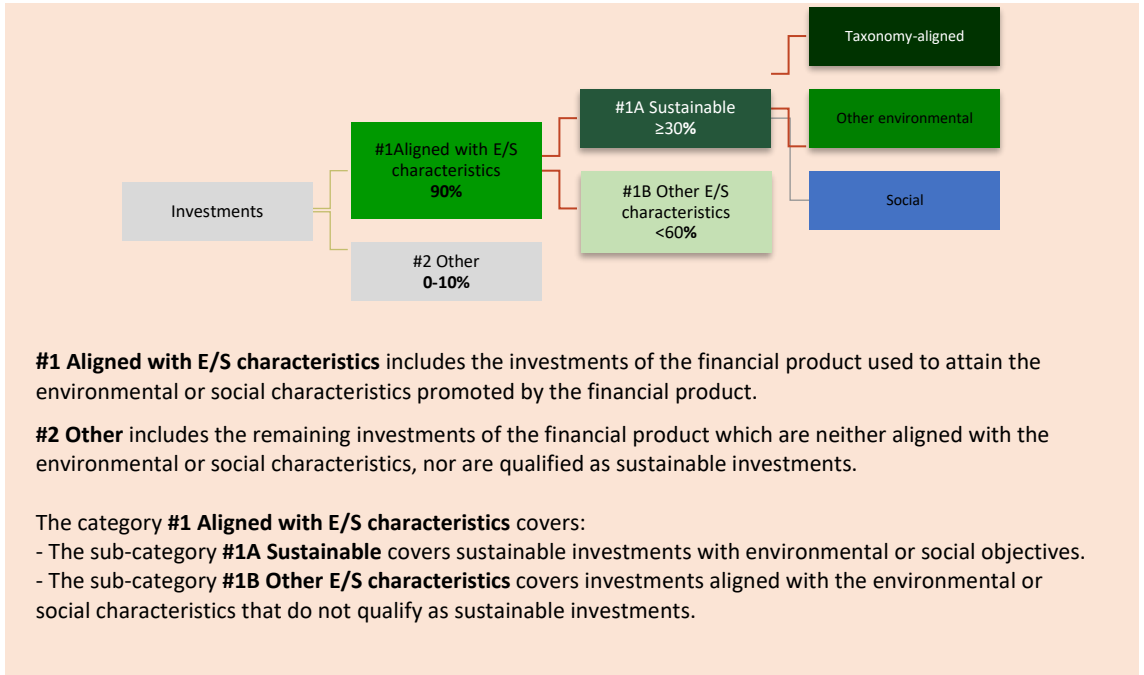 Taxonomy-aligned
#1A Sustainable
≥30%
Other environmental
#1Aligned with E/S
characteristics
90%
Investments
#1B Other E/S
characteristics
<60%
Social
#2 Other
0-10%
#1 Aligned with E/S characteristics includes the investments of the financial product used to attain the
environmental or social characteristics promoted by the financial product.
#2 Other includes the remaining investments of the financial product which are neither aligned with the
environmental or social characteristics, nor are qualified as sustainable investments.
The category #1 Aligned with E/S characteristics covers:
- The sub-category #1A Sustainable covers sustainable investments with environmental or social objectives.
- The sub-category #1B Other E/S characteristics covers investments aligned with the environmental or
social characteristics that do not qualify as sustainable investments.